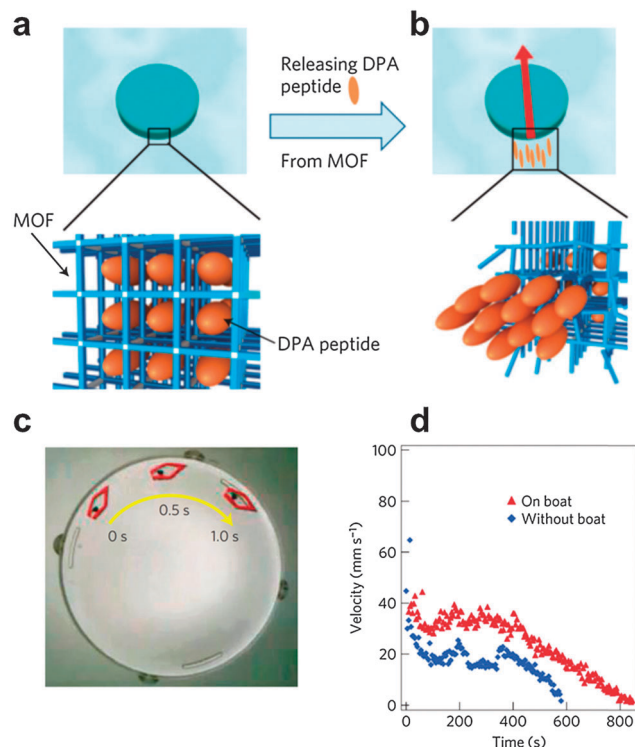 a
b
Releasing DPA
peptide
From MOF
MOF
DPA peptide
c
0 s
0.5 s
1.0 s
d
100
80
60
40
20
0
Velocity (mm s⁻¹)
On boat
Without boat
0
200
400
600
800
Time (s)